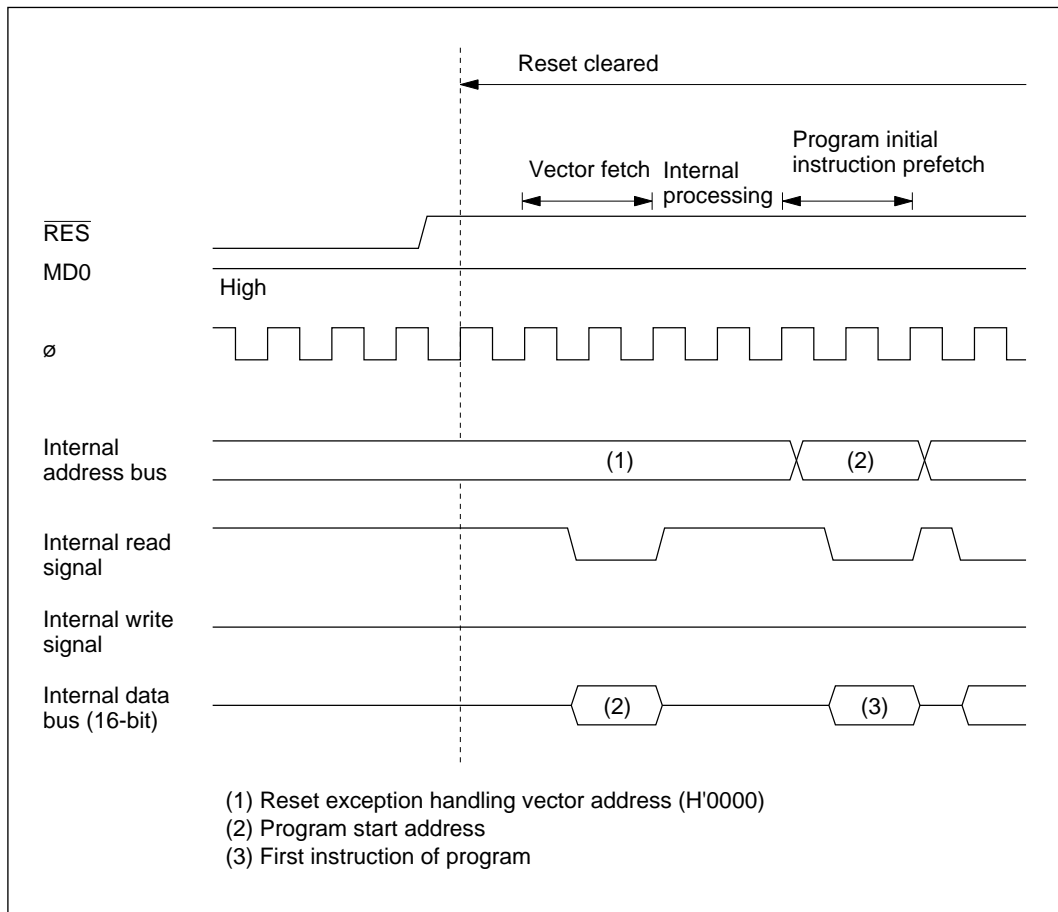 Reset cleared
Vector fetch
Internal
processing
Program initial
instruction prefetch
RES
MD0
High
ø
Internal
address bus
(1)
(2)
Internal read
signal
Internal write
signal
Internal data
bus (16-bit)
(2)
(3)
(1) Reset exception handling vector address (H'0000)
(2) Program start address
(3) First instruction of program